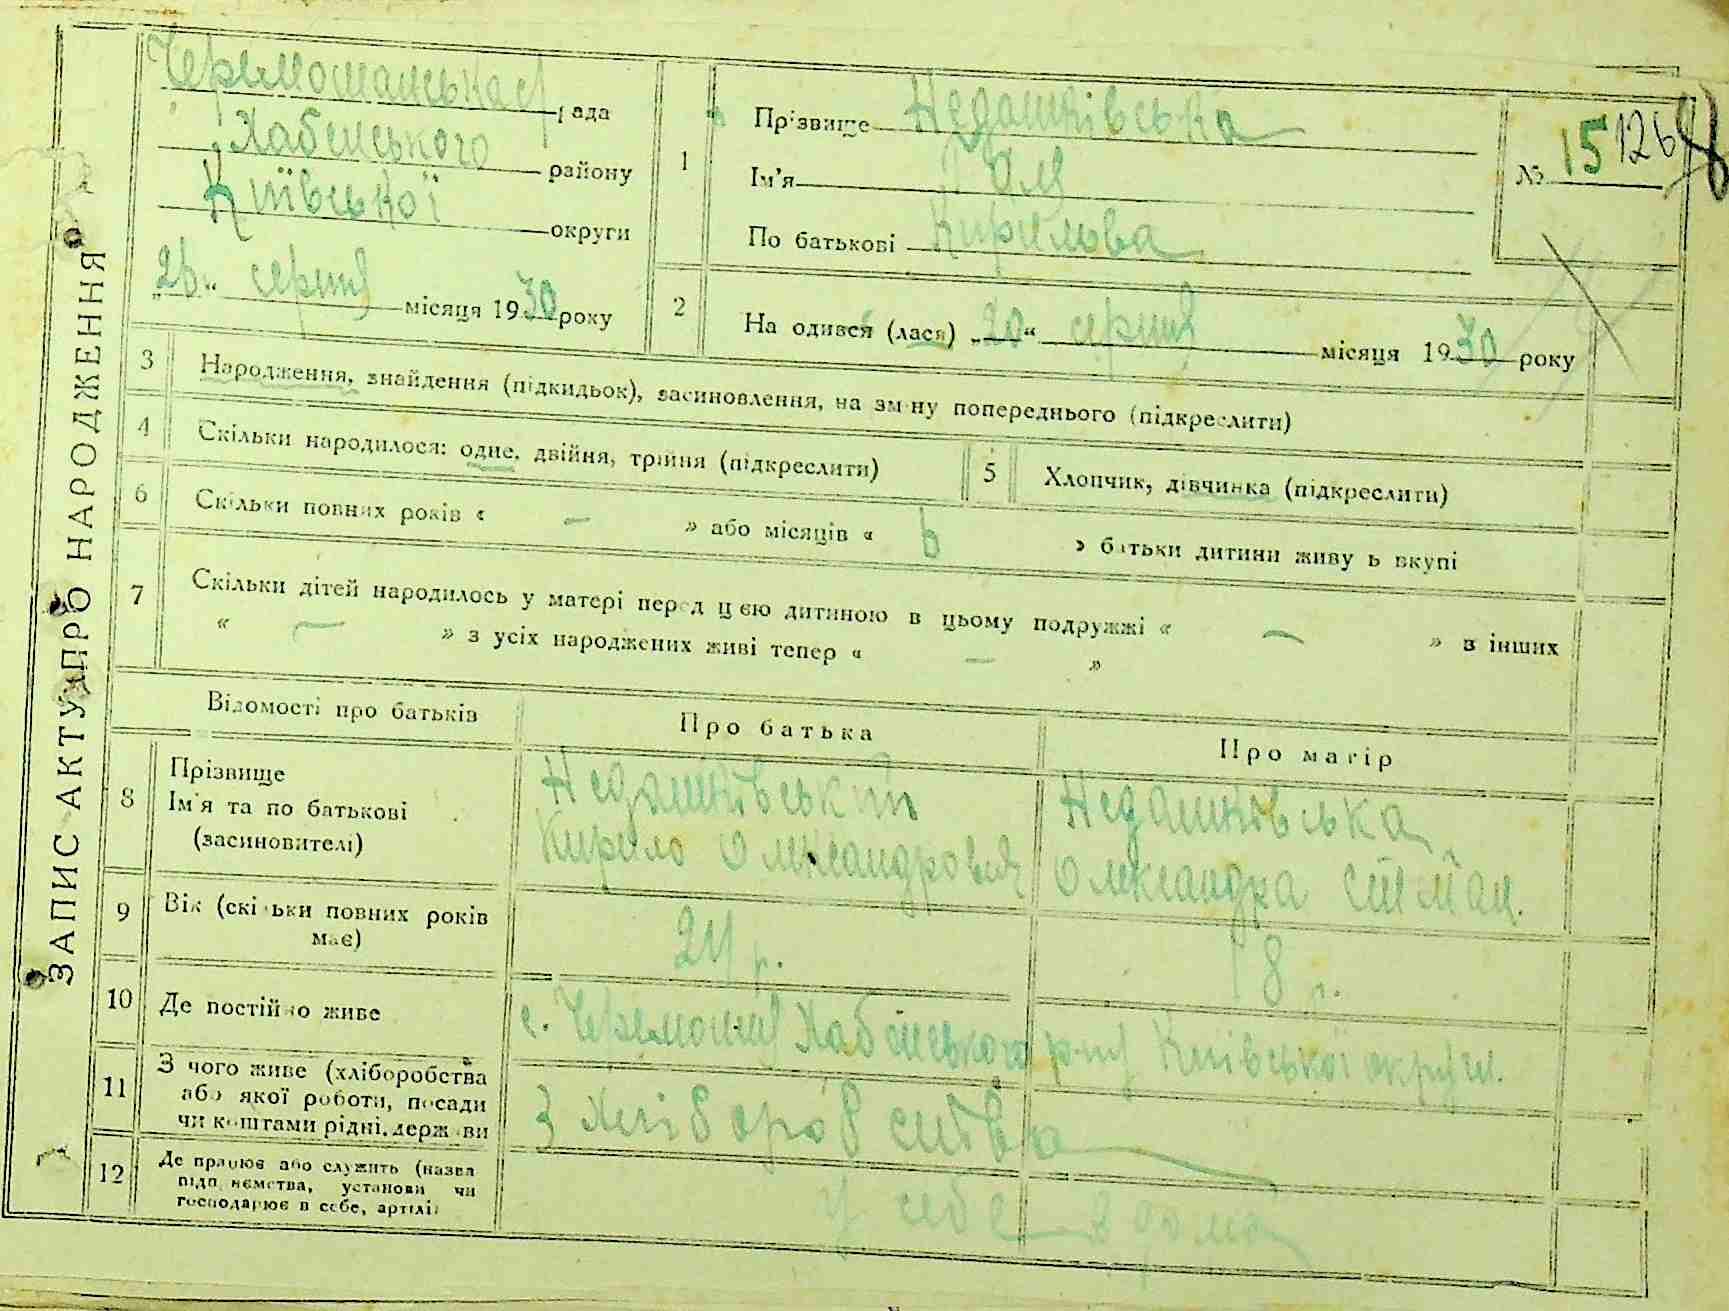 ЗАПИС АКТУ ПРО НАРОДЖЕННЯ
Черемошанська рада
Хабенського району
Київської округи
„26“ серпня місяця 1930 року
1 Прізвище Недашківська
Ім'я Оля
По батькові Кирилова
№ 15 126
2 На одився (лася) „20“ серпня місяця 1930 року
3 Народження, знайдення (підкидьок), засиновлення, на зміну попереднього (підкреслити)
4 Скільки народилося: одне, двійня, трійня (підкреслити)
5 Хлопчик, дівчинка (підкреслити)
6 Скільки повних років « — » або місяців « 6 » батьки дитини живуть вкупі
7 Скільки дітей народилось у матері перед цією дитиною в цьому подружжі « — » з інших
« — » з усіх народжених живі тепер « — »
Відомості про батьків Про батька Про матір
8 Прізвище
Ім'я та по батькові
(засиновителі)
Недашківський
Кирило Олександрович
Недашківська
Олександра
9 Вік (скільки повних років
має)
24 р. 18 р.
10 Де постійно живе с. Черемошня Хабенського р-ну Київської округи.
11 З чого живе (хліборобства
або якої роботи, посади
чи коштами рідні, держави
З хліборобства
12 Де працює або служить (назва
підприємства, установи чи
господарює в себе, артілі)
у себе вдома